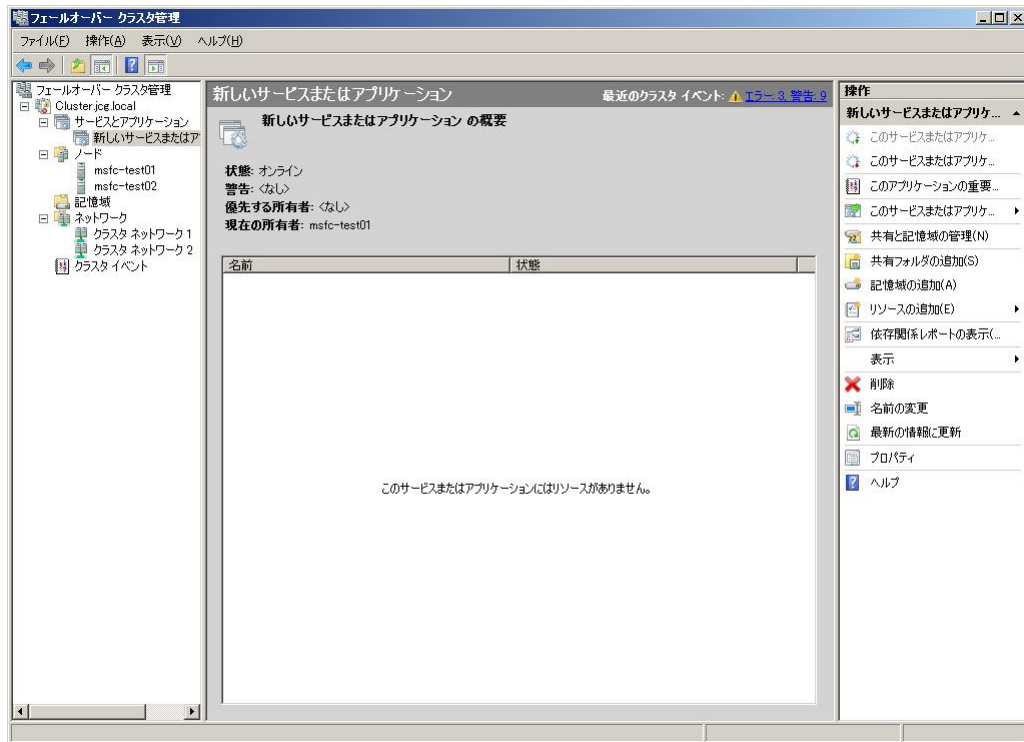 フェールオーバー クラスタ管理
ファイル(F) 操作(A) 表示(V) ヘルプ(H)
フェールオーバー クラスタ管理
Cluster.jcg.local
サービスとアプリケーション
新しいサービスまたはア
ノード
msfc-test01
msfc-test02
記憶域
ネットワーク
クラスタ ネットワーク 1
クラスタ ネットワーク 2
クラスタ イベント
新しいサービスまたはアプリケーション 最近のクラスタ イベント: エラー: 3, 警告: 9
新しいサービスまたはアプリケーション の概要
状態: オンライン
警告: <なし>
優先する所有者: <なし>
現在の所有者: msfc-test01
名前 状態
このサービスまたはアプリケーションにはリソースがありません。
操作
新しいサービスまたはアプリケ...
このサービスまたはアプリケ...
このサービスまたはアプリケ...
このアプリケーションの重要...
このサービスまたはアプリケ...
共有と記憶域の管理(N)
共有フォルダの追加(S)
記憶域の追加(A)
リソースの追加(E)
依存関係レポートの表示(...
表示
削除
名前の変更
最新の情報に更新
プロパティ
ヘルプ